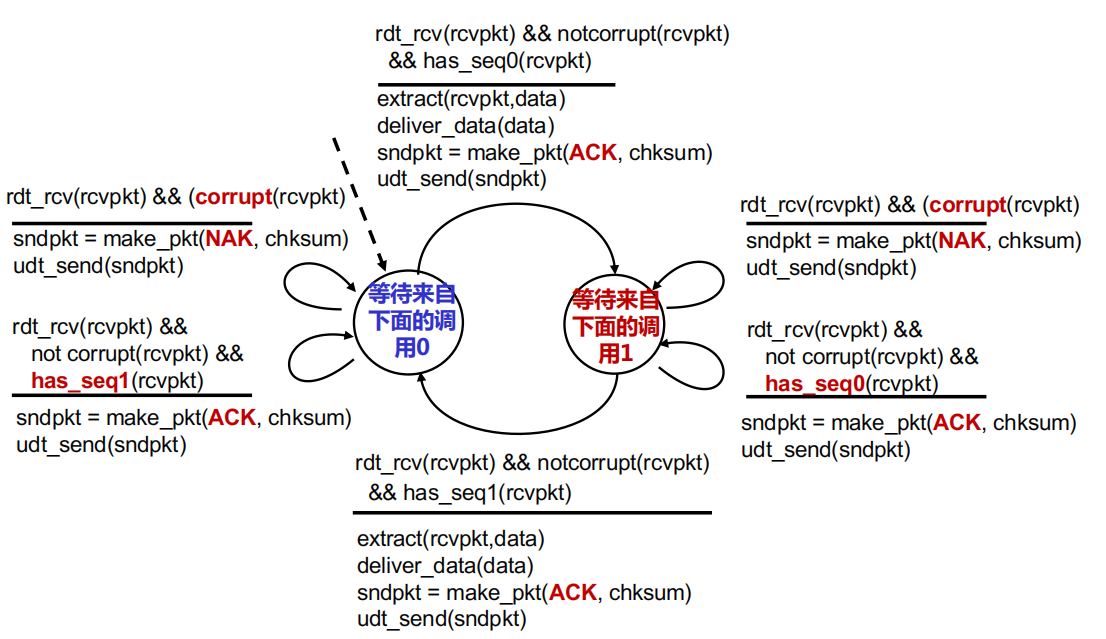 rdt_rcv(rcvpkt) && notcorrupt(rcvpkt)
&& has_seq0(rcvpkt)
extract(rcvpkt,data)
deliver_data(data)
sndpkt = make_pkt(ACK, chksum)
udt_send(sndpkt)
rdt_rcv(rcvpkt) && (corrupt(rcvpkt)
sndpkt = make_pkt(NAK, chksum)
udt_send(sndpkt)
rdt_rcv(rcvpkt) &&
not corrupt(rcvpkt) &&
has_seq1(rcvpkt)
sndpkt = make_pkt(ACK, chksum)
udt_send(sndpkt)
等待来自
下面的调
用0
等待来自
下面的调
用1
rdt_rcv(rcvpkt) && (corrupt(rcvpkt)
sndpkt = make_pkt(NAK, chksum)
udt_send(sndpkt)
rdt_rcv(rcvpkt) &&
not corrupt(rcvpkt) &&
has_seq0(rcvpkt)
sndpkt = make_pkt(ACK, chksum)
udt_send(sndpkt)
rdt_rcv(rcvpkt) && notcorrupt(rcvpkt)
&& has_seq1(rcvpkt)
extract(rcvpkt,data)
deliver_data(data)
sndpkt = make_pkt(ACK, chksum)
udt_send(sndpkt)